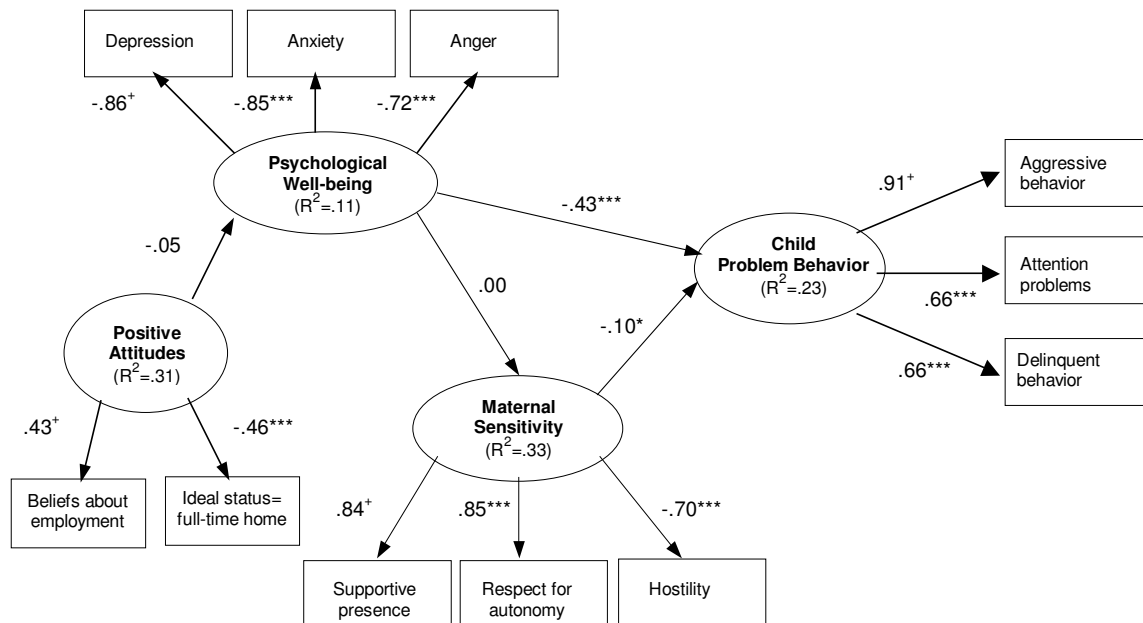 Depression
Anxiety
Anger
-.86+
-.85***
-.72***
Psychological
Well-being
(R2=.11)
Aggressive
behavior
.91+
-.43***
Child
Problem Behavior
(R2=.23)
Attention
problems
.66***
-.05
.00
Positive
Attitudes
(R2=.31)
-.10*
.66***
Delinquent
behavior
Maternal
Sensitivity
(R2=.33)
.43+
-.46***
Beliefs about
employment
Ideal status=
full-time home
.84+
.85***
-.70***
Supportive
presence
Respect for
autonomy
Hostility